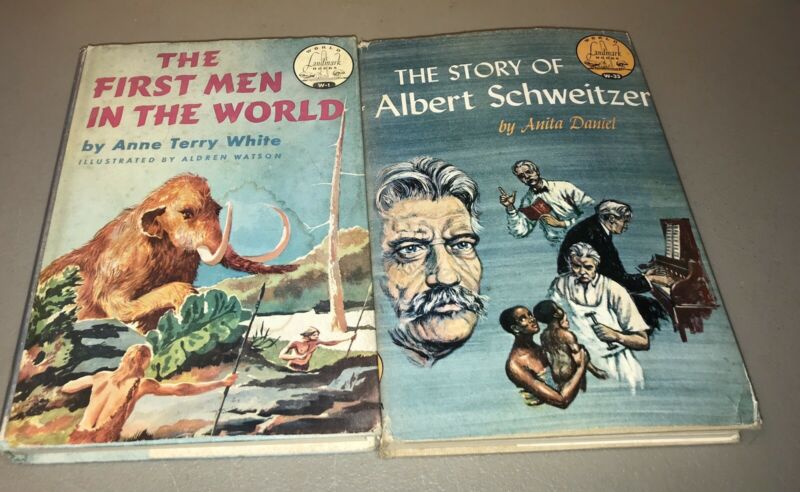 THE
FIRST MEN
IN THE WORLD
by Anne Terry White
ILLUSTRATED BY ALDREN WATSON
WORLD
Landmark
BOOKS
W-1
THE STORY OF
Albert Schweitzer
by Anita Daniel
WORLD
Landmark
BOOKS
W-33